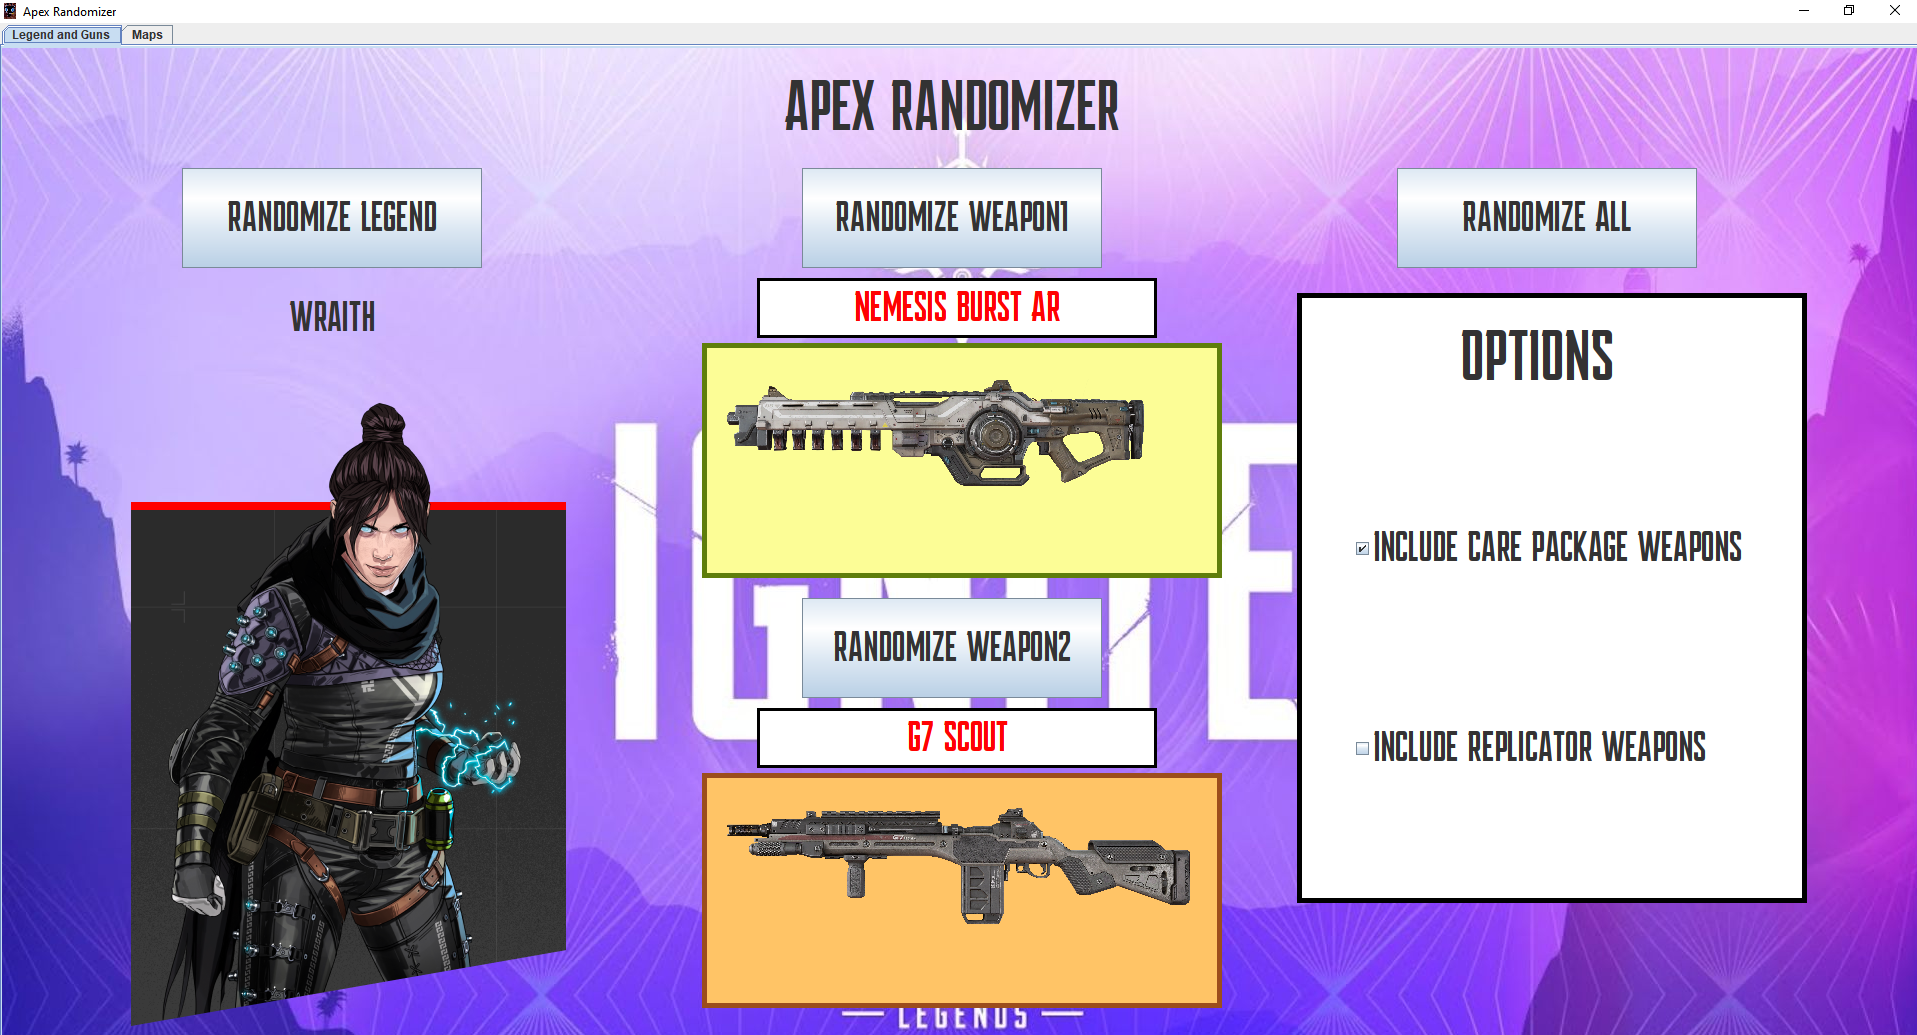 Apex Randomizer
Legend and Guns
Maps
APEX RANDOMIZER
RANDOMIZE LEGEND
RANDOMIZE WEAPON1
RANDOMIZE ALL
WRAITH
NEMESIS BURST AR
OPTIONS
INCLUDE CARE PACKAGE WEAPONS
RANDOMIZE WEAPON2
INCLUDE REPLICATOR WEAPONS
G7 SCOUT
LEGENDS